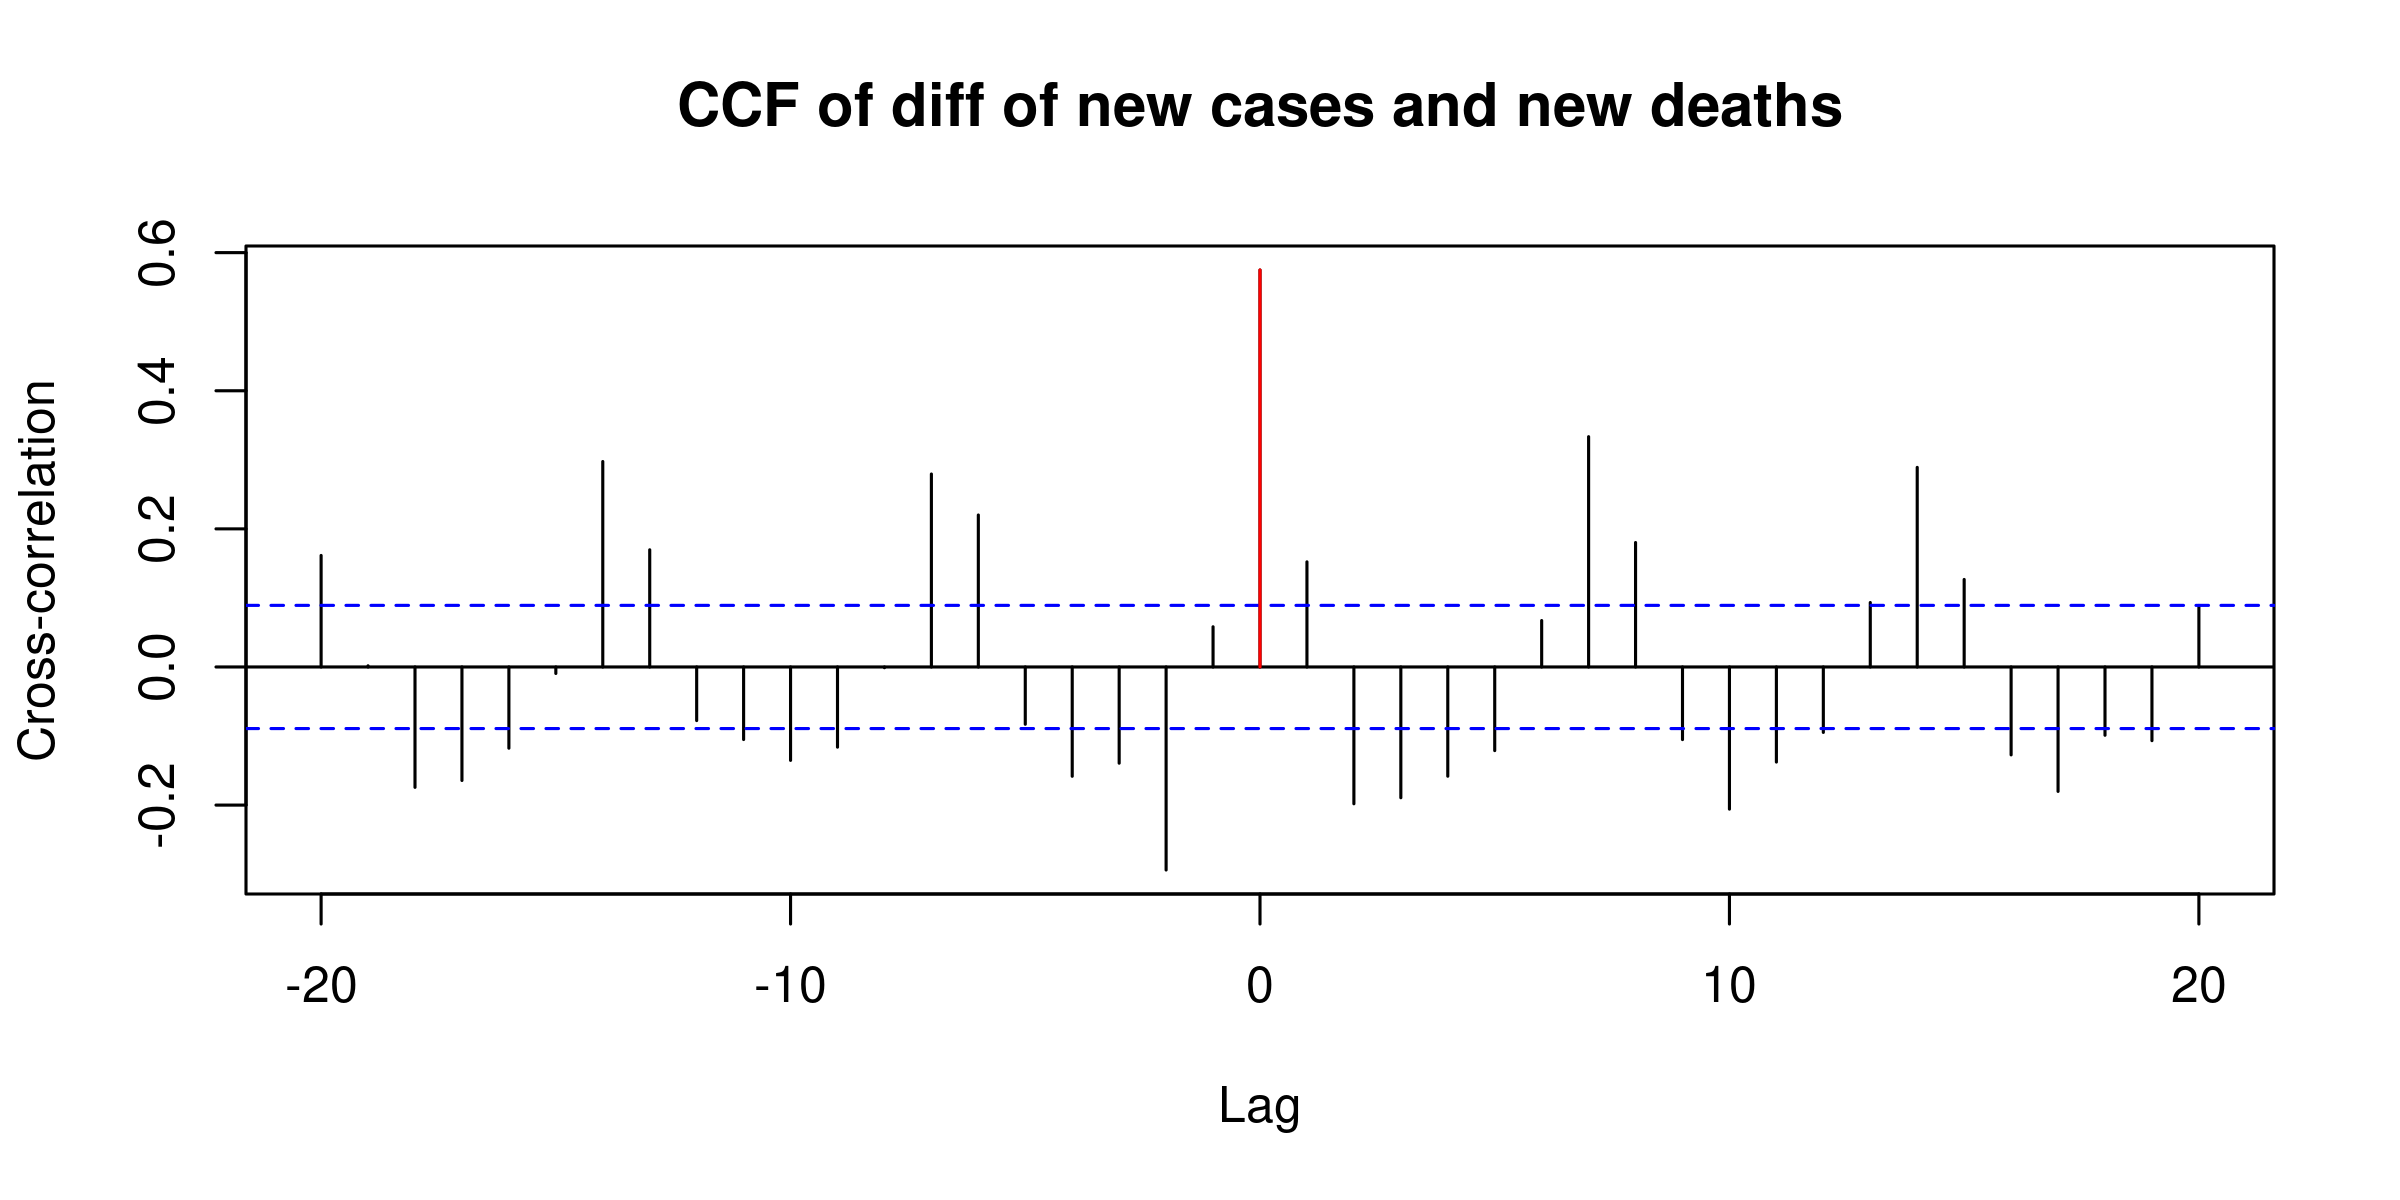 CCF of diff of new cases and new deaths
Cross-correlation
0.6
0.4
0.2
0.0
-0.2
-20 -10 0 10 20
Lag